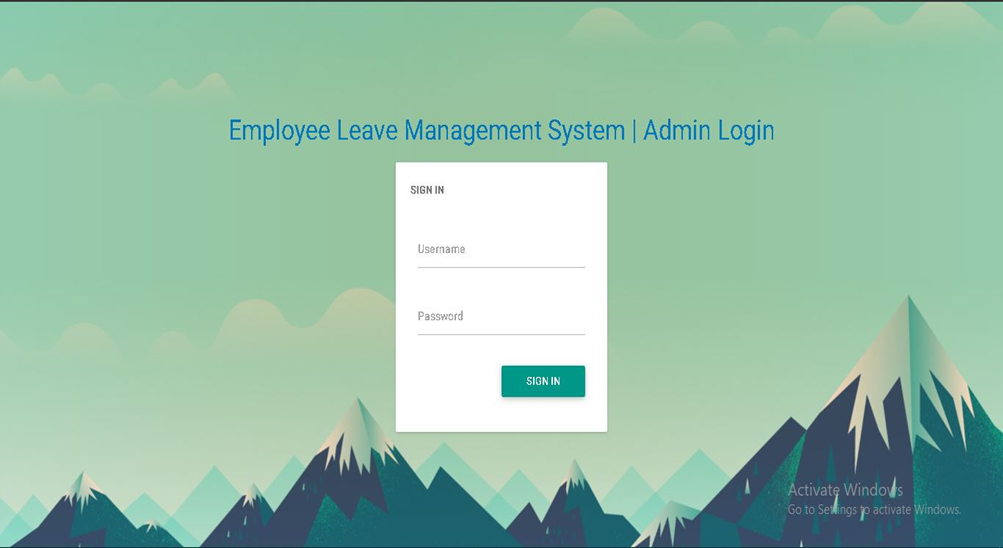 Employee Leave Management System | Admin Login
SIGN IN
Username
Password
SIGN IN
Activate Windows
Go to Settings to activate Windows.